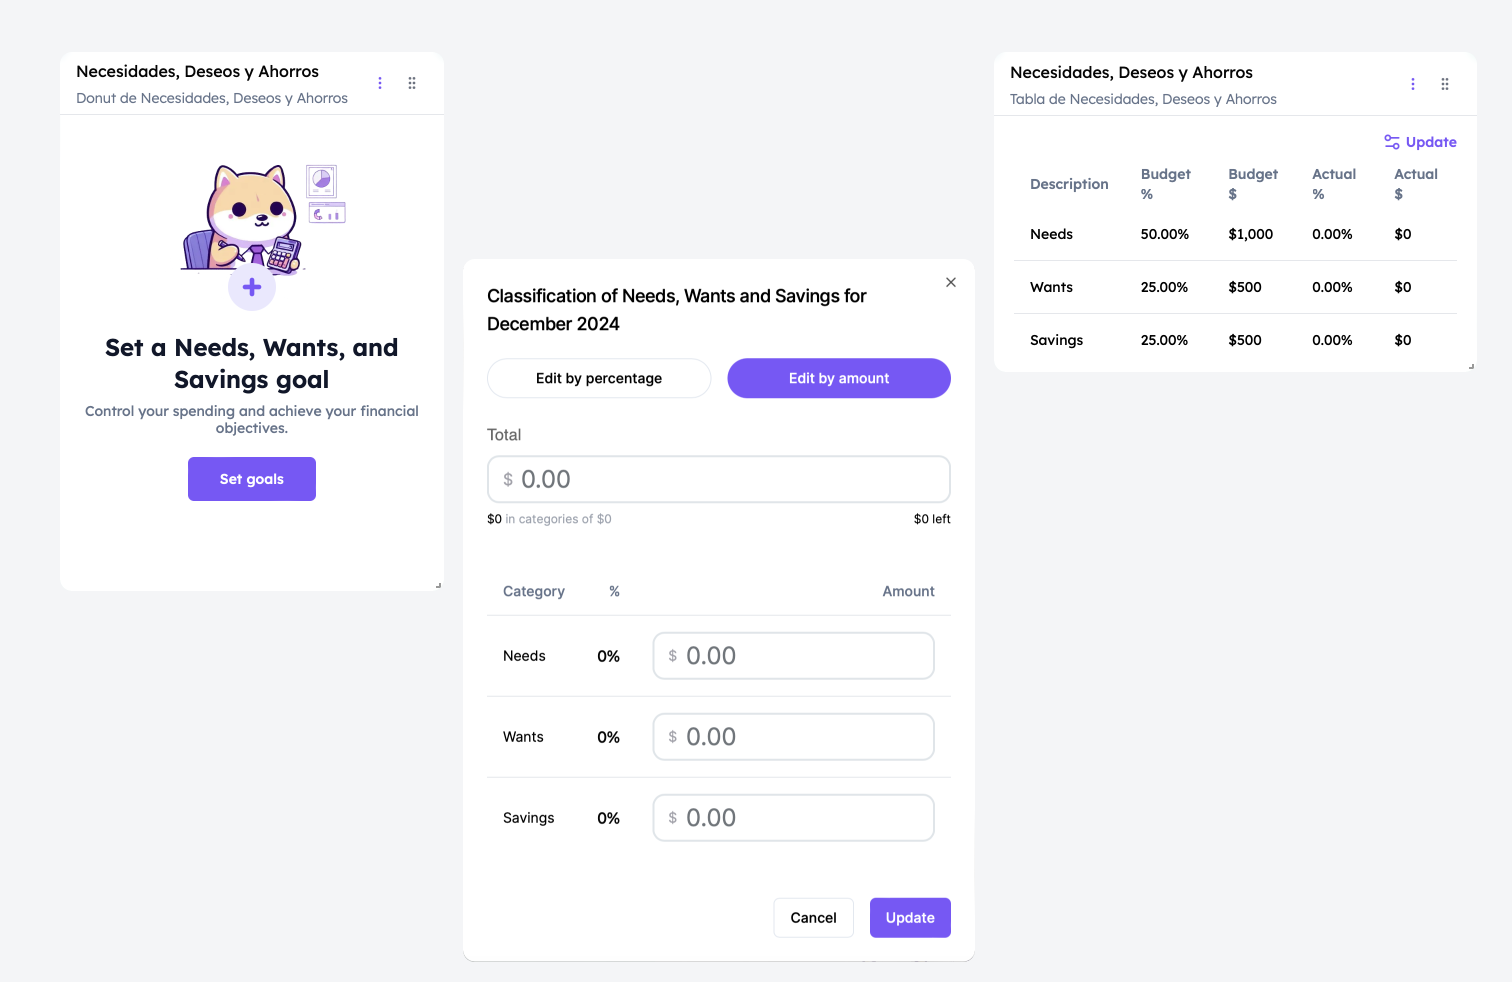 Necesidades, Deseos y Ahorros
Donut de Necesidades, Deseos y Ahorros
Set a Needs, Wants, and
Savings goal
Control your spending and achieve your financial
objectives.
Set goals
Classification of Needs, Wants and Savings for
December 2024
Edit by percentage
Edit by amount
Total
$ 0.00
$0 in categories of $0
$0 left
Category % Amount
Needs 0% $ 0.00
Wants 0% $ 0.00
Savings 0% $ 0.00
Cancel
Update
Necesidades, Deseos y Ahorros
Tabla de Necesidades, Deseos y Ahorros
Update
Description Budget % Budget $ Actual % Actual $
Needs 50.00% $1,000 0.00% $0
Wants 25.00% $500 0.00% $0
Savings 25.00% $500 0.00% $0